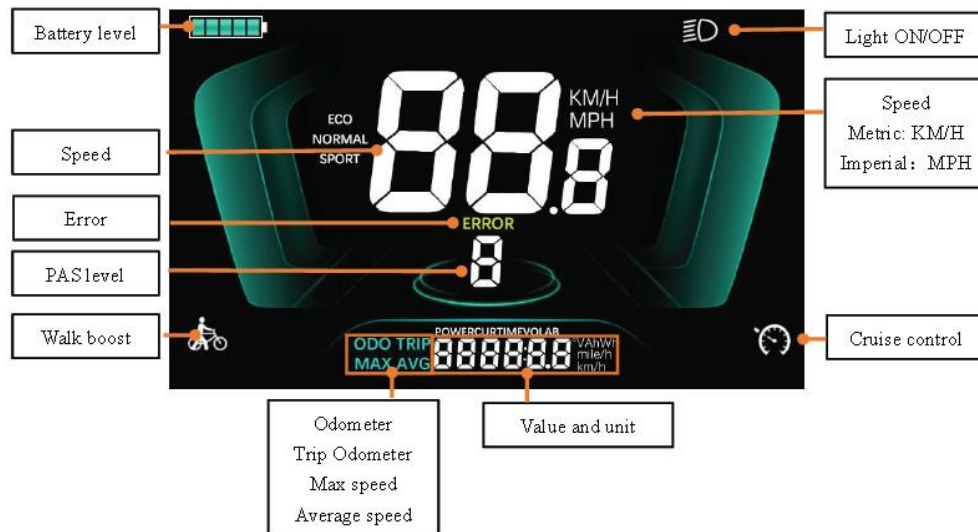 Battery level
Light ON/OFF
KM/H
MPH
Speed
Metric: KM/H
Imperial: MPH
ECO
NORMAL
SPORT
88.8
Speed
Error
ERROR
8
PAS level
Walk boost
Cruise control
POWERCURTIMEVOLAB
ODO TRIP
MAX AVG
8888:8.8
VAhWh
mile/h
km/h
Odometer
Trip Odometer
Max speed
Average speed
Value and unit